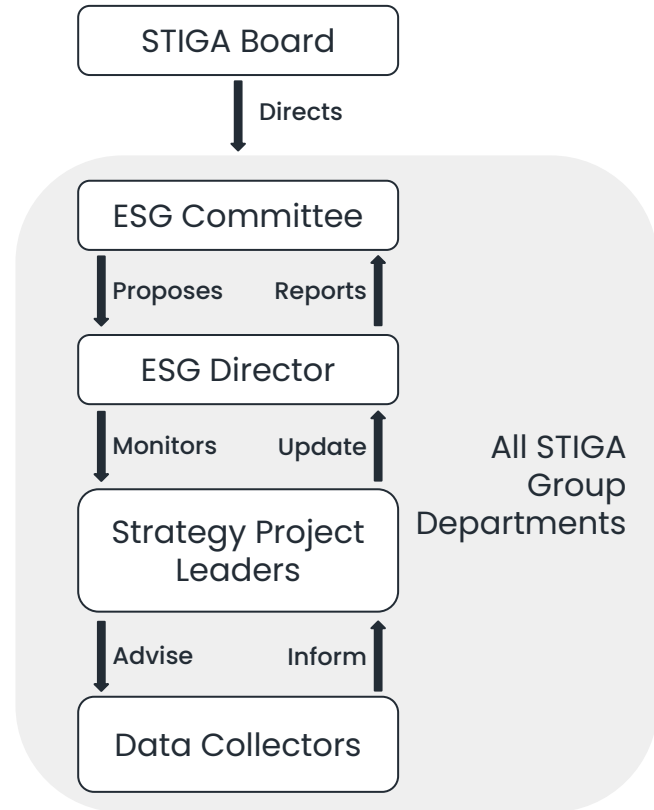 STIGA Board
Directs
ESG Committee
Proposes
Reports
ESG Director
Monitors
Update
All STIGA
Group
Departments
Strategy Project
Leaders
Advise
Inform
Data Collectors